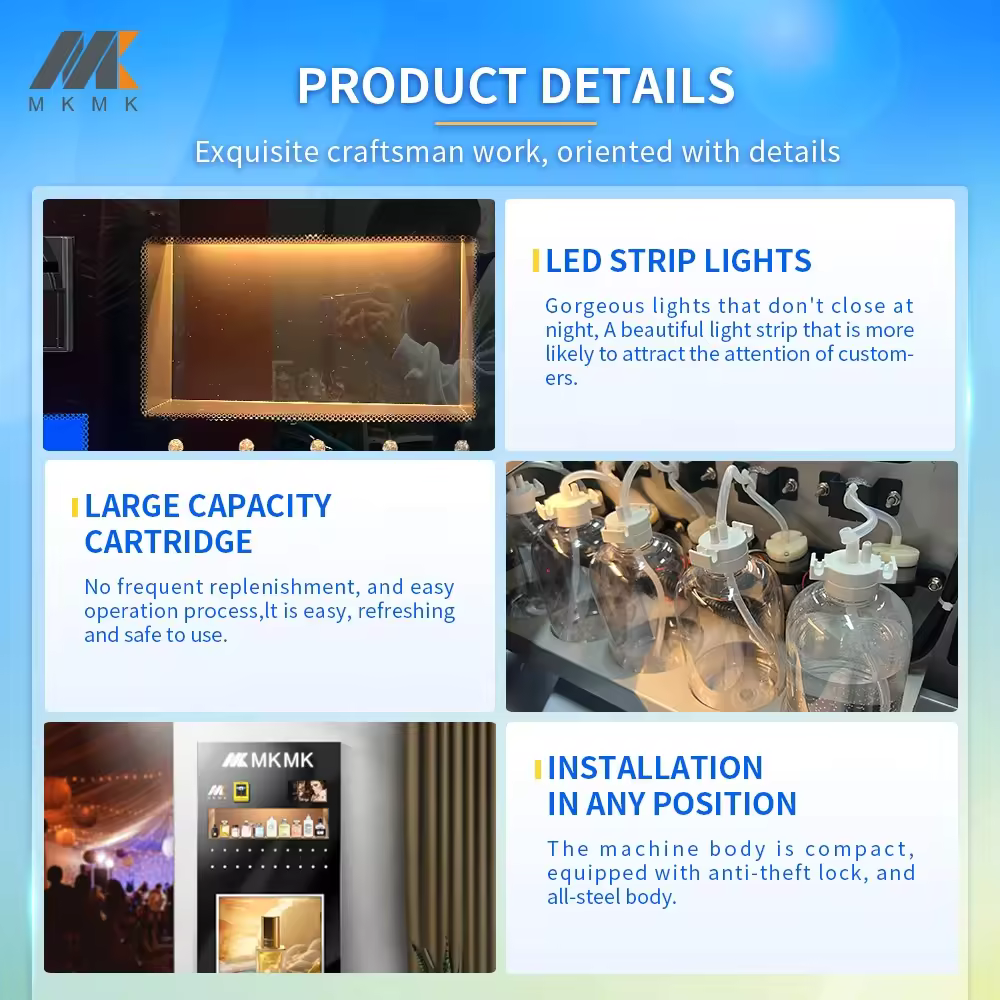 MKMK
PRODUCT DETAILS
Exquisite craftsman work, oriented with details
LED STRIP LIGHTS
Gorgeous lights that don't close at
night, A beautiful light strip that is more
likely to attract the attention of custom-
ers.
LARGE CAPACITY
CARTRIDGE
No frequent replenishment, and easy
operation process,lt is easy, refreshing
and safe to use.
MKMK
INSTALLATION
IN ANY POSITION
The machine body is compact,
equipped with anti-theft lock, and
all-steel body.